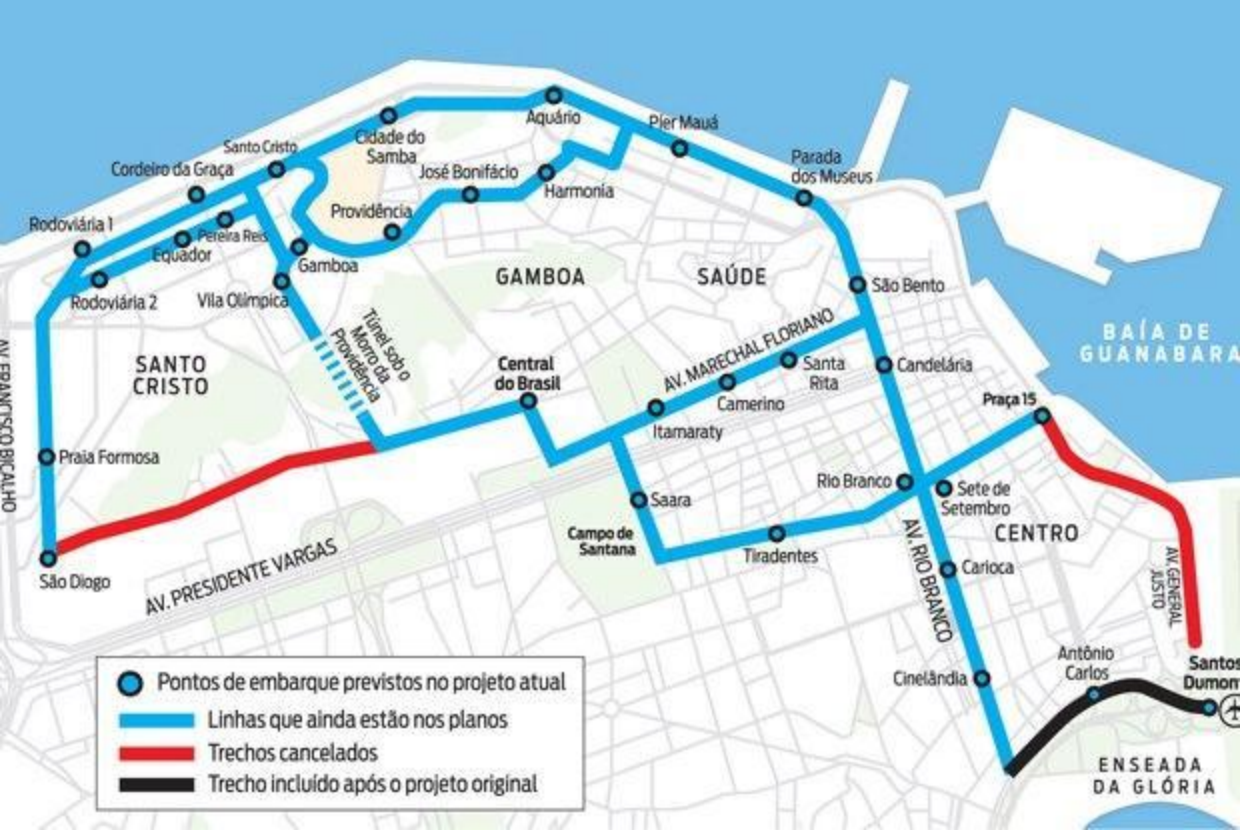 Aquário
Pier Mauá
Cidade do
Samba
Santo Cristo
Parada
dos Museus
Cordeiro da Graça
José Bonifácio
Harmonia
Rodoviária 1
Providência
Pereira Reis
Equador
Gamboa
GAMBOA
SAÚDE
São Bento
Rodoviária 2
Vila Olímpica
Túnel sob o
Morro da
Providência
AV. MARECHAL FLORIANO
BAÍA DE
GUANABARA
SANTO
CRISTO
Central
do Brasil
Santa
Rita
Candelária
Camerino
Praça 15
Itamaraty
AV. FRANCISCO BICALHO
Praia Formosa
Rio Branco
Sete de
Setembro
Saara
Campo de
Santana
CENTRO
Tiradentes
São Diogo
AV. PRESIDENTE VARGAS
AV. RIO BRANCO
Carioca
AV. GENERAL
JUSTO
Antônio
Carlos
Cinelândia
Santos
Dumont
ENSEADA
DA GLÓRIA
Pontos de embarque previstos no projeto atual
Linhas que ainda estão nos planos
Trechos cancelados
Trecho incluído após o projeto original